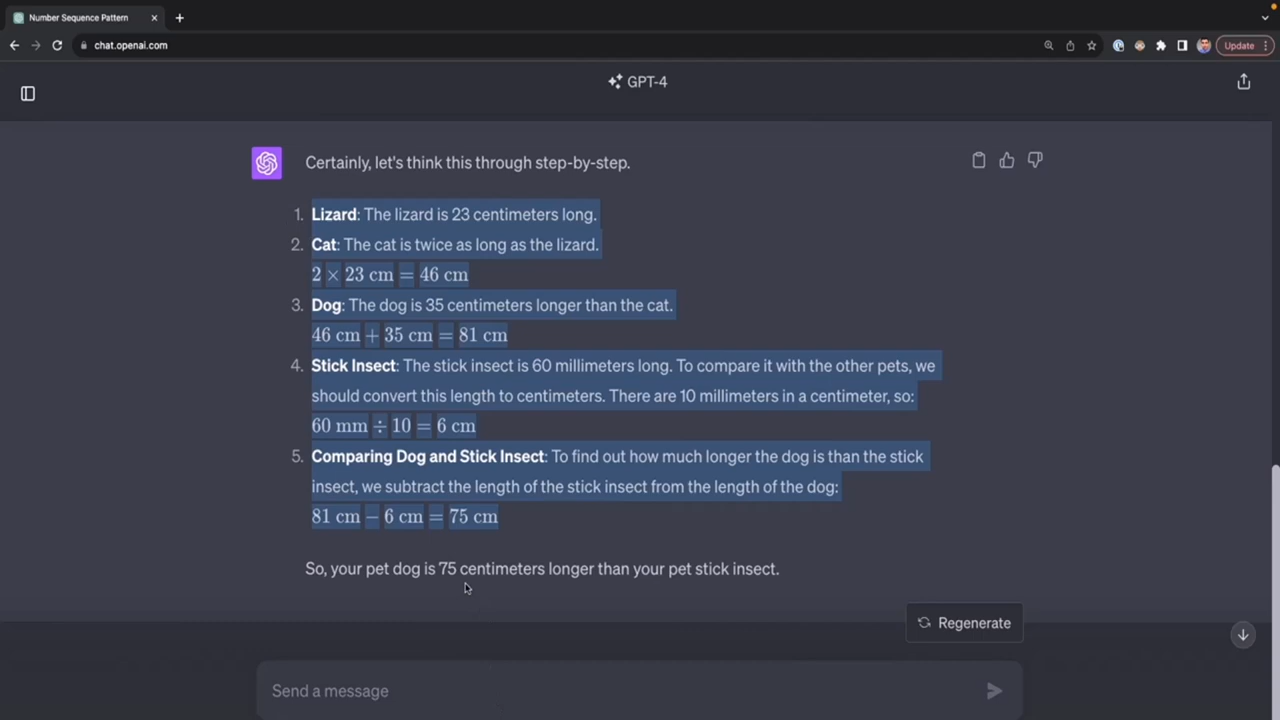 Number Sequence Pattern
chat.openai.com
Update
GPT-4
Certainly, let's think this through step-by-step.
1. Lizard: The lizard is 23 centimeters long.
2. Cat: The cat is twice as long as the lizard.
2 × 23 cm = 46 cm
3. Dog: The dog is 35 centimeters longer than the cat.
46 cm + 35 cm = 81 cm
4. Stick Insect: The stick insect is 60 millimeters long. To compare it with the other pets, we
should convert this length to centimeters. There are 10 millimeters in a centimeter, so:
60 mm ÷ 10 = 6 cm
5. Comparing Dog and Stick Insect: To find out how much longer the dog is than the stick
insect, we subtract the length of the stick insect from the length of the dog:
81 cm − 6 cm = 75 cm
So, your pet dog is 75 centimeters longer than your pet stick insect.
Regenerate
Send a message